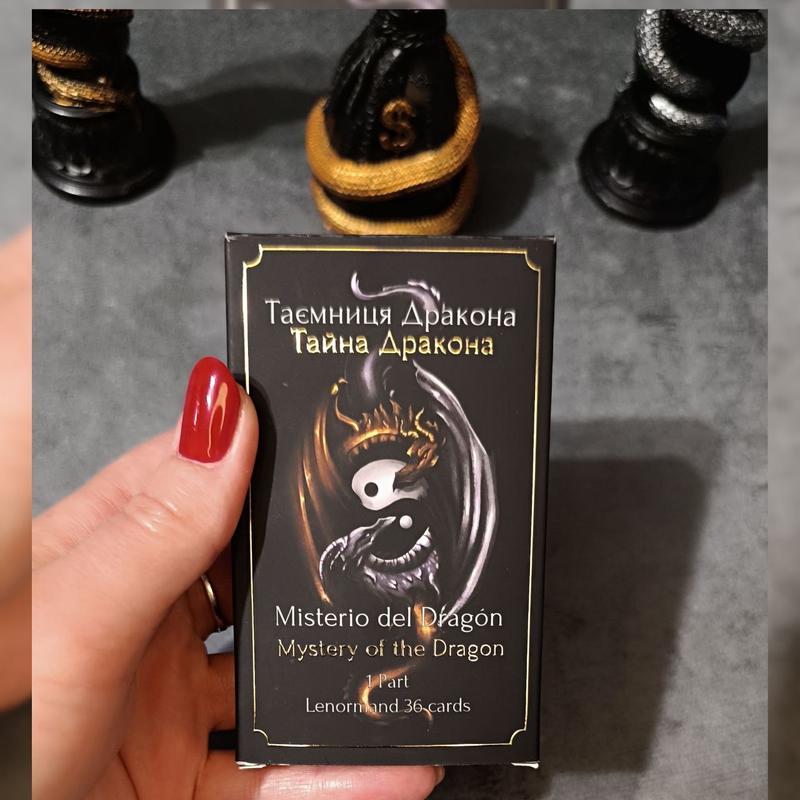 $
Таємниця Дракона
Тайна Дракона
Misterio del Dragón
Mystery of the Dragon
1 Part
Lenormand 36 cards